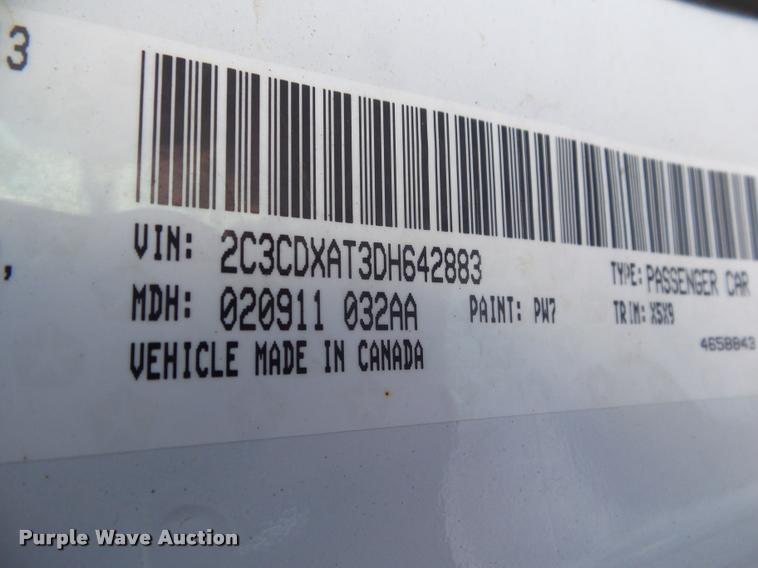 3
VIN: 2C3CDXAT3DH642883
TYPE: PASSENGER CAR
MDH: 020911 032AA
PAINT: PW7
TRIM: X5X9
VEHICLE MADE IN CANADA
4658843
,
Purple Wave Auction